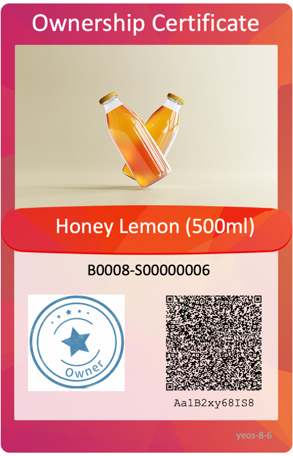 Ownership Certificate
Honey Lemon (500ml)
B0008-S00000006
Owner
Aa1B2xy68IS8
yeos-8-6